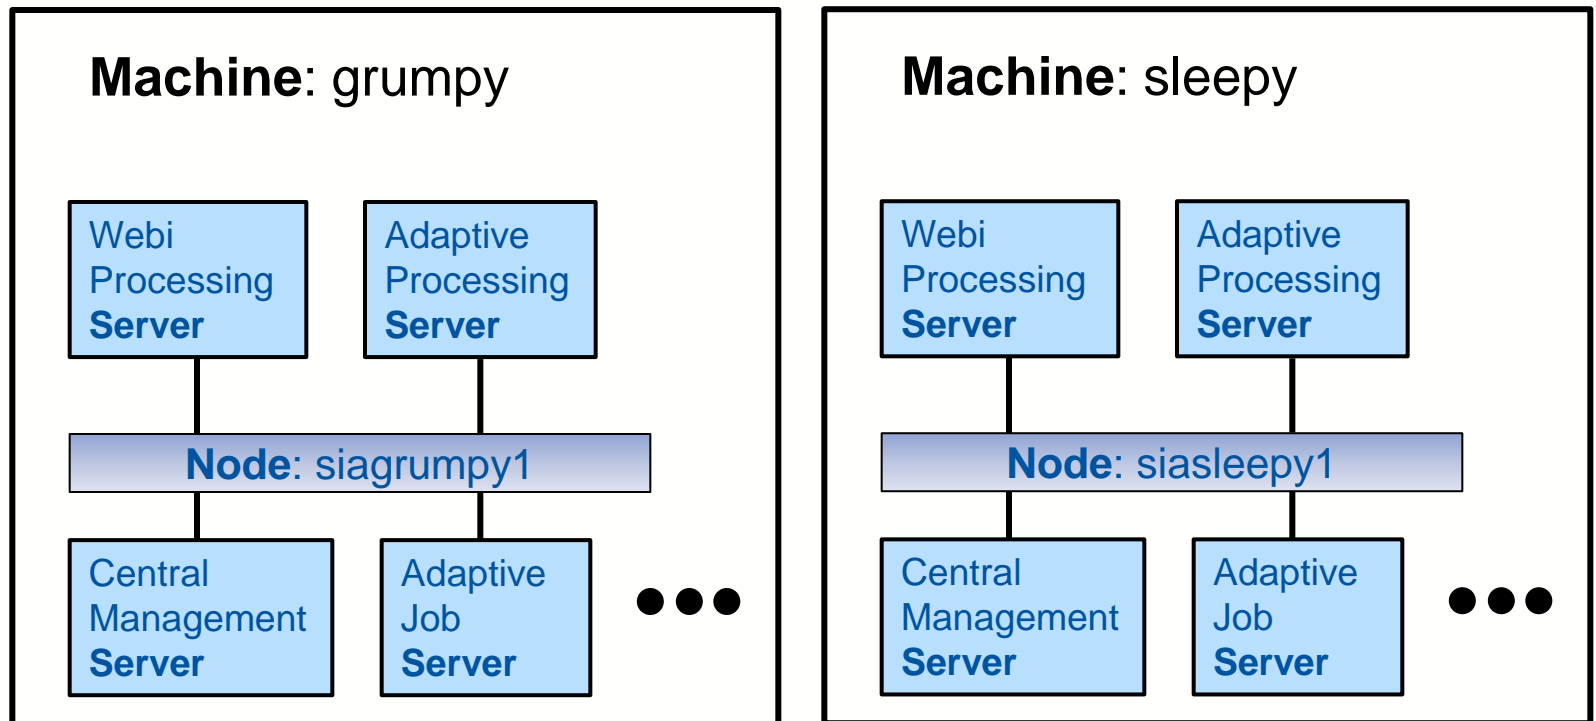 Machine: grumpy
Webi
Processing
Server
Adaptive
Processing
Server
Node: siagrumpy1
Central
Management
Server
Adaptive
Job
Server
Machine: sleepy
Webi
Processing
Server
Adaptive
Processing
Server
Node: siasleepy1
Central
Management
Server
Adaptive
Job
Server